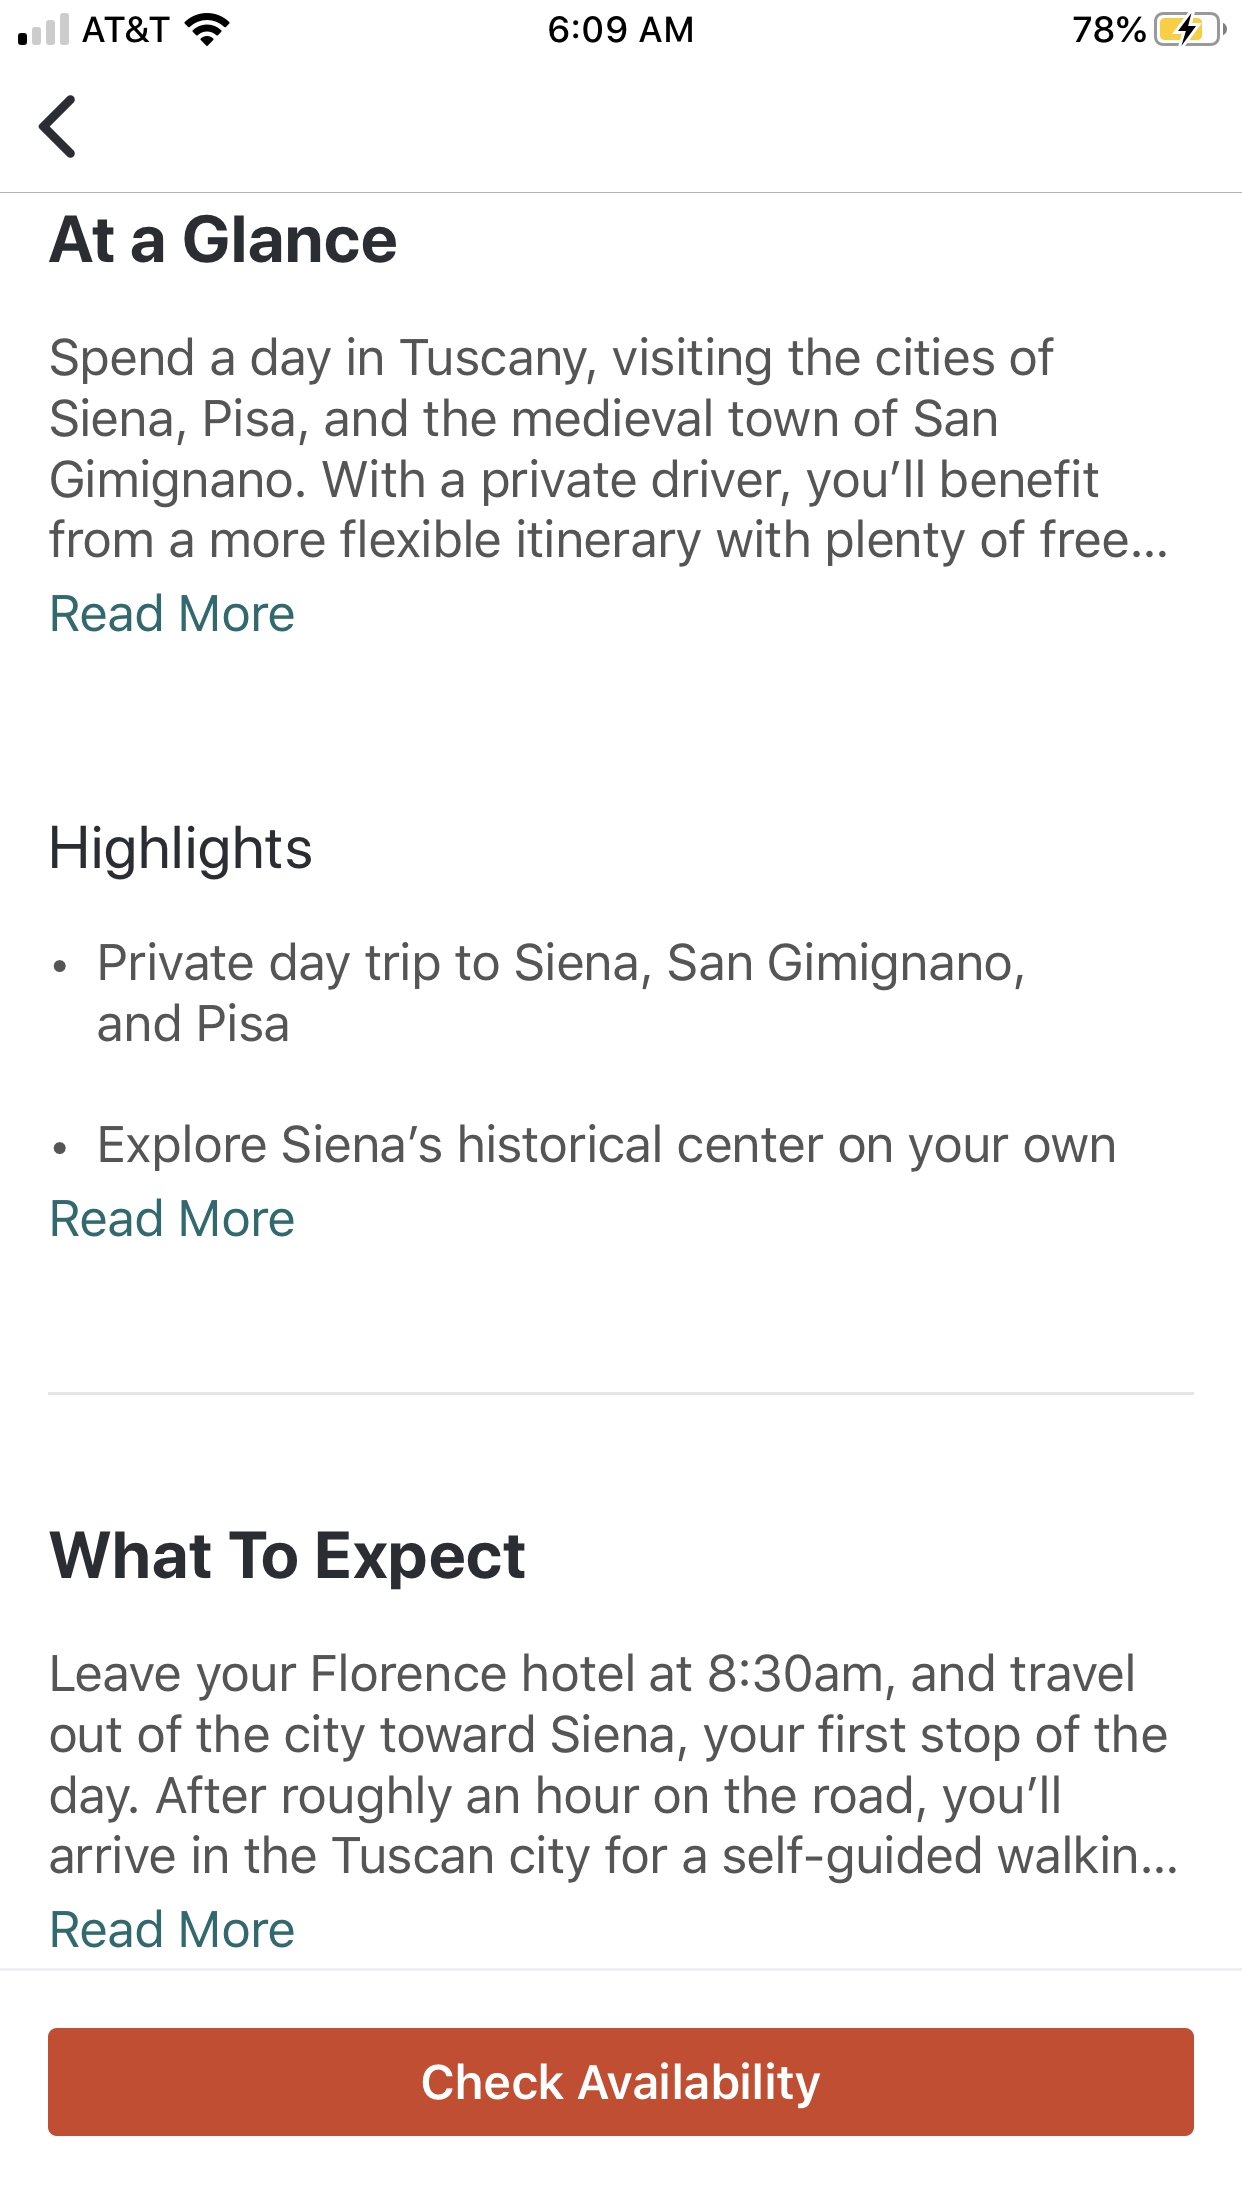 AT&T
6:09 AM
78%
At a Glance
Spend a day in Tuscany, visiting the cities of
Siena, Pisa, and the medieval town of San
Gimignano. With a private driver, you’ll benefit
from a more flexible itinerary with plenty of free...
Read More
Highlights
• Private day trip to Siena, San Gimignano,
and Pisa
• Explore Siena’s historical center on your own
Read More
What To Expect
Leave your Florence hotel at 8:30am, and travel
out of the city toward Siena, your first stop of the
day. After roughly an hour on the road, you’ll
arrive in the Tuscan city for a self-guided walkin...
Read More
Check Availability